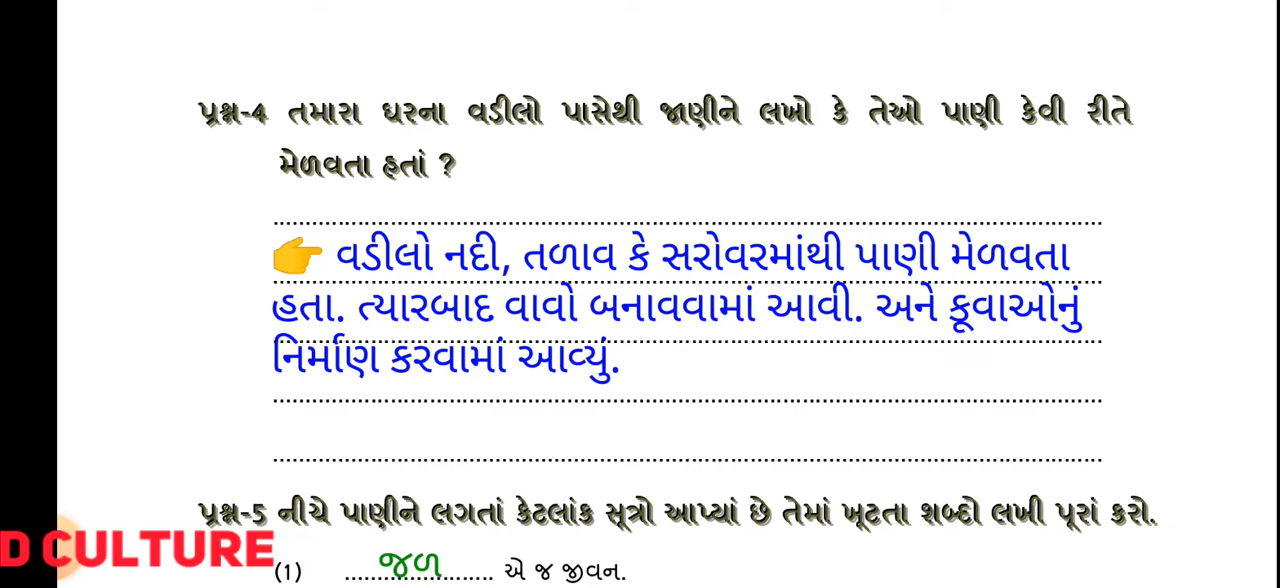 પ્રશ્ન-4 તમારા ઘરના વડીલો પાસેથી જાણીને લખો કે તેઓ પાણી કેવી રીતે
મેળવતા હતાં ?
👉 વડીલો નદી, તળાવ કે સરોવરમાંથી પાણી મેળવતા
હતા. ત્યારબાદ વાવો બનાવવામાં આવી. અને કૂવાઓનું
નિર્માણ કરવામાં આવ્યું.
પ્રશ્ન-5 નીચે પાણીને લગતાં કેટલાંક સૂત્રો આપ્યાં છે તેમાં ખૂટતા શબ્દો લખી પૂરાં કરો.
D CULTURE
(1) જળ એ જ જીવન.